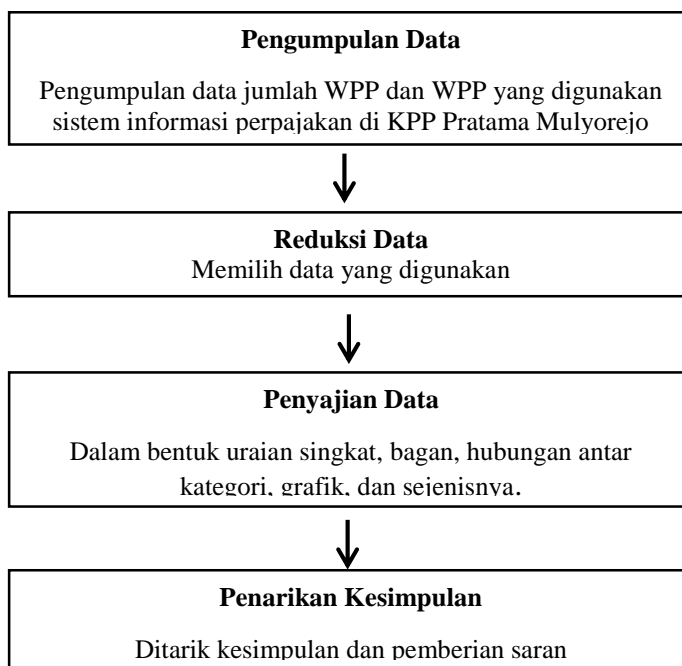 Pengumpulan Data
Pengumpulan data jumlah WPP dan WPP yang digunakan
sistem informasi perpajakan di KPP Pratama Mulyorejo
Reduksi Data
Memilih data yang digunakan
Penyajian Data
Dalam bentuk uraian singkat, bagan, hubungan antar
kategori, grafik, dan sejenisnya.
Penarikan Kesimpulan
Ditarik kesimpulan dan pemberian saran